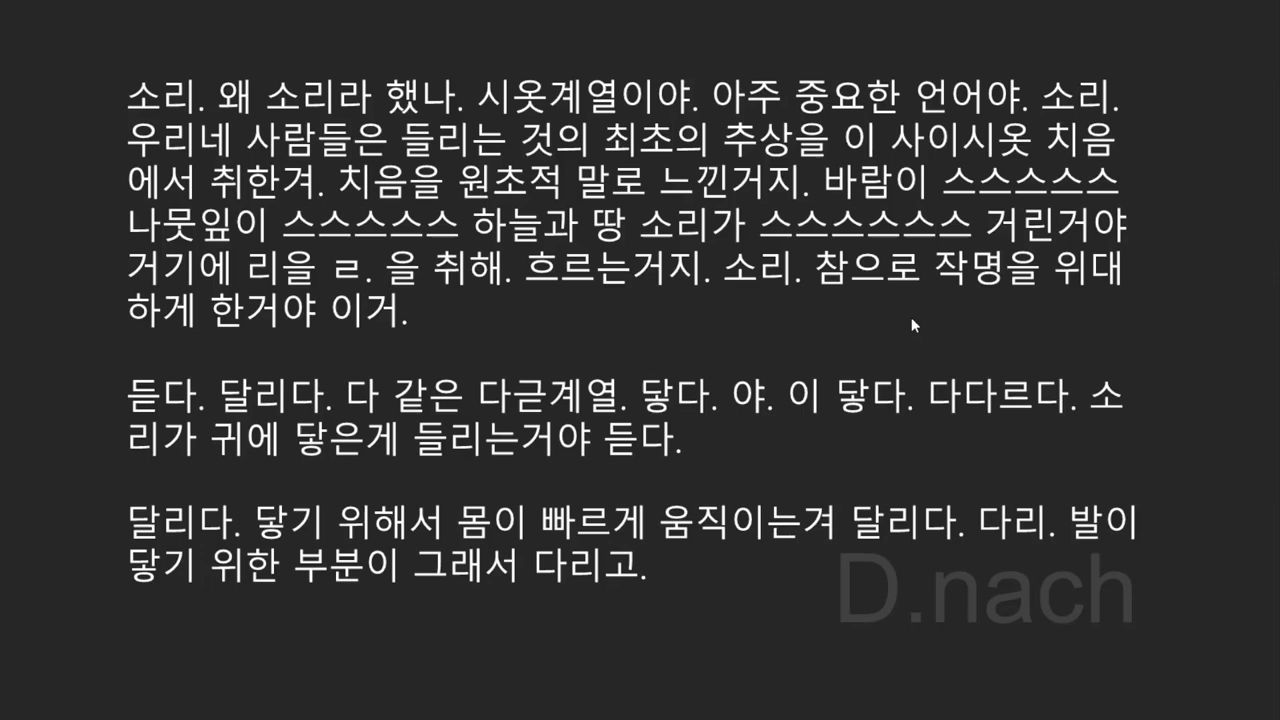 소리. 왜 소리라 했나. 시옷계열이야. 아주 중요한 언어야. 소리.
우리네 사람들은 들리는 것의 최초의 추상을 이 사이시옷 치음
에서 취한겨. 치음을 원초적 말로 느낀거지. 바람이 스스스스스
나뭇잎이 스스스스스 하늘과 땅 소리가 스스스스스스 거린거야
거기에 리을 ㄹ. 을 취해. 흐르는거지. 소리. 참으로 작명을 위대
하게 한거야 이거.
듣다. 달리다. 다 같은 다귿계열. 닿다. 야. 이 닿다. 다다르다. 소
리가 귀에 닿은게 들리는거야 듣다.
달리다. 닿기 위해서 몸이 빠르게 움직이는겨 달리다. 다리. 발이
닿기 위한 부분이 그래서 다리고.
D.nach